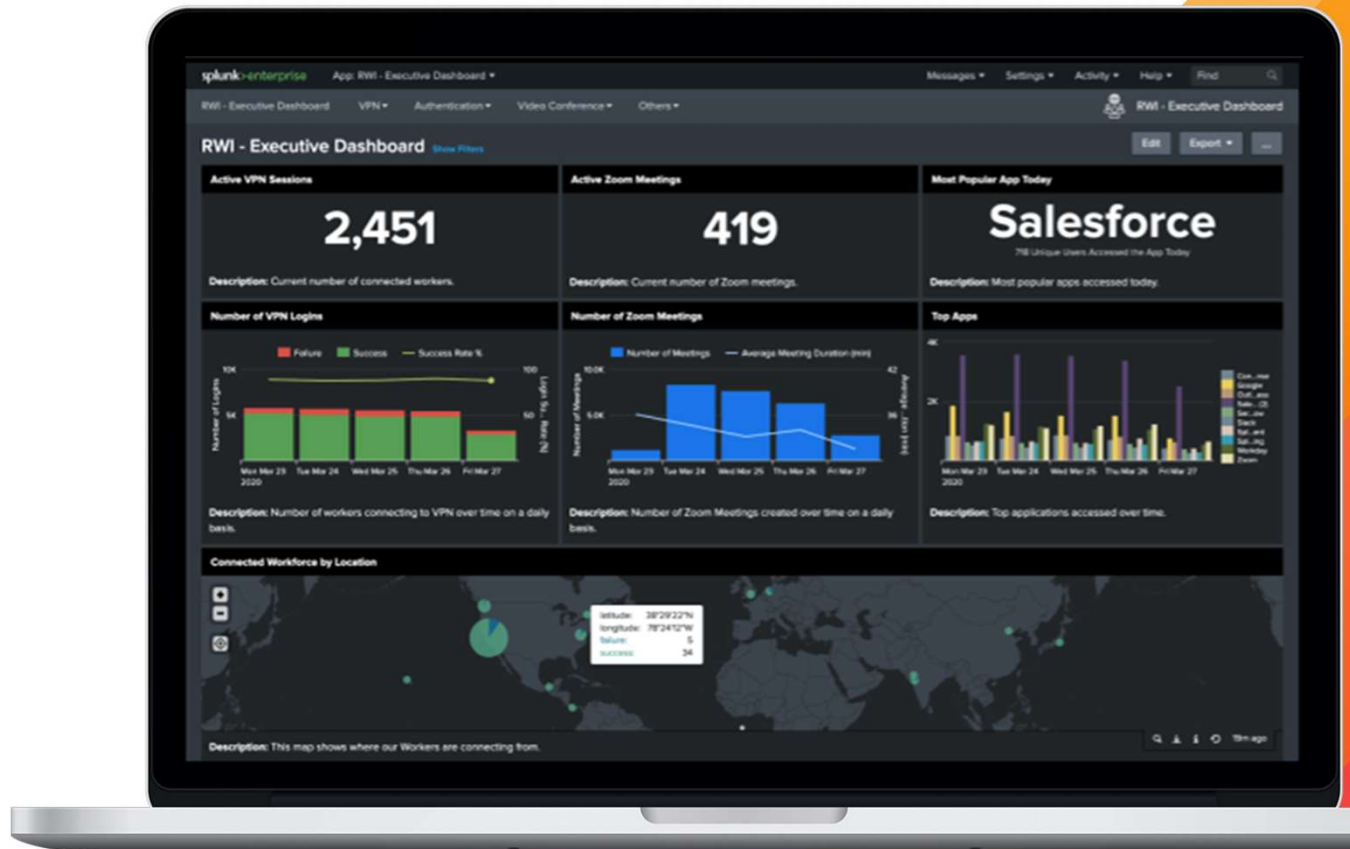 splunk>enterprise App: RWI - Executive Dashboard Messages Settings Activity Help Find
RWI - Executive Dashboard VPN Authentication Video Conference Others RWI - Executive Dashboard
RWI - Executive Dashboard Show Filters Edit Export ...
Active VPN Sessions
2,451
Description: Current number of connected workers.
Active Zoom Meetings
419
Description: Current number of Zoom meetings.
Most Popular App Today
Salesforce
718 Unique Users Accessed the App Today
Description: Most popular apps accessed today.
Number of VPN Logins
Failure Success Success Rate %
10K 100
5K 50
Number of Logins
Mon Mar 23 Tue Mar 24 Wed Mar 25 Thu Mar 26 Fri Mar 27
2020
Description: Number of workers connecting to VPN over time on a daily
basis.
Number of Zoom Meetings
Number of Meetings Average Meeting Duration (min)
10.0K 42
5.0K 36
Number of Meetings
Mon Mar 23 Tue Mar 24 Wed Mar 25 Thu Mar 26 Fri Mar 27
2020
Description: Number of Zoom Meetings created over time on a daily
basis.
Top Apps
4K
2K
Google
Slack
Workday
Zoom
Mon Mar 23 Tue Mar 24 Wed Mar 25 Thu Mar 26 Fri Mar 27
2020
Description: Top applications accessed over time.
Connected Workforce by Location
latitude: 38°29'22"N
longitude: 78°24'12"W
failure: 5
success: 34
Description: This map shows where our Workers are connecting from.
19m ago